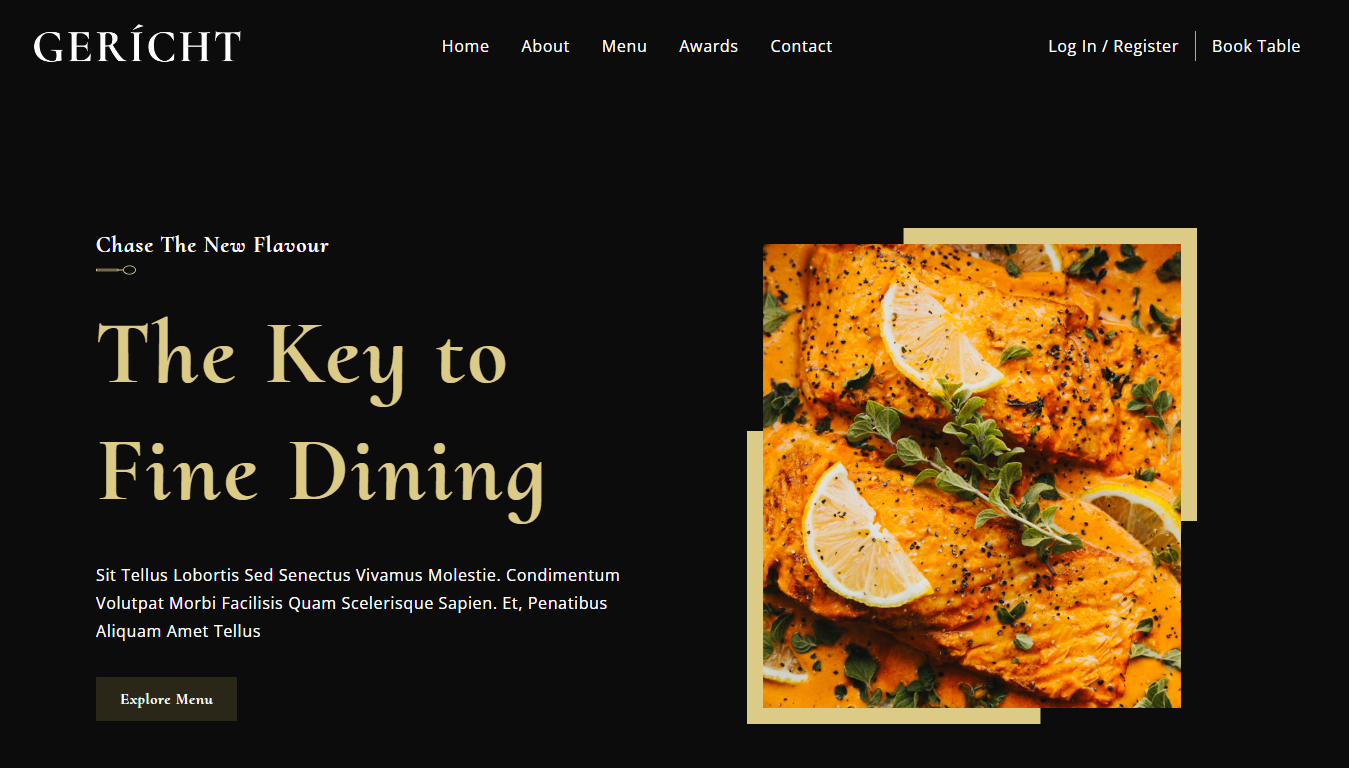 GERÍCHT
Home About Menu Awards Contact
Log In / Register Book Table
Chase The New Flavour
The Key to
Fine Dining
Sit Tellus Lobortis Sed Senectus Vivamus Molestie. Condimentum
Volutpat Morbi Facilisis Quam Scelerisque Sapien. Et, Penatibus
Aliquam Amet Tellus
Explore Menu